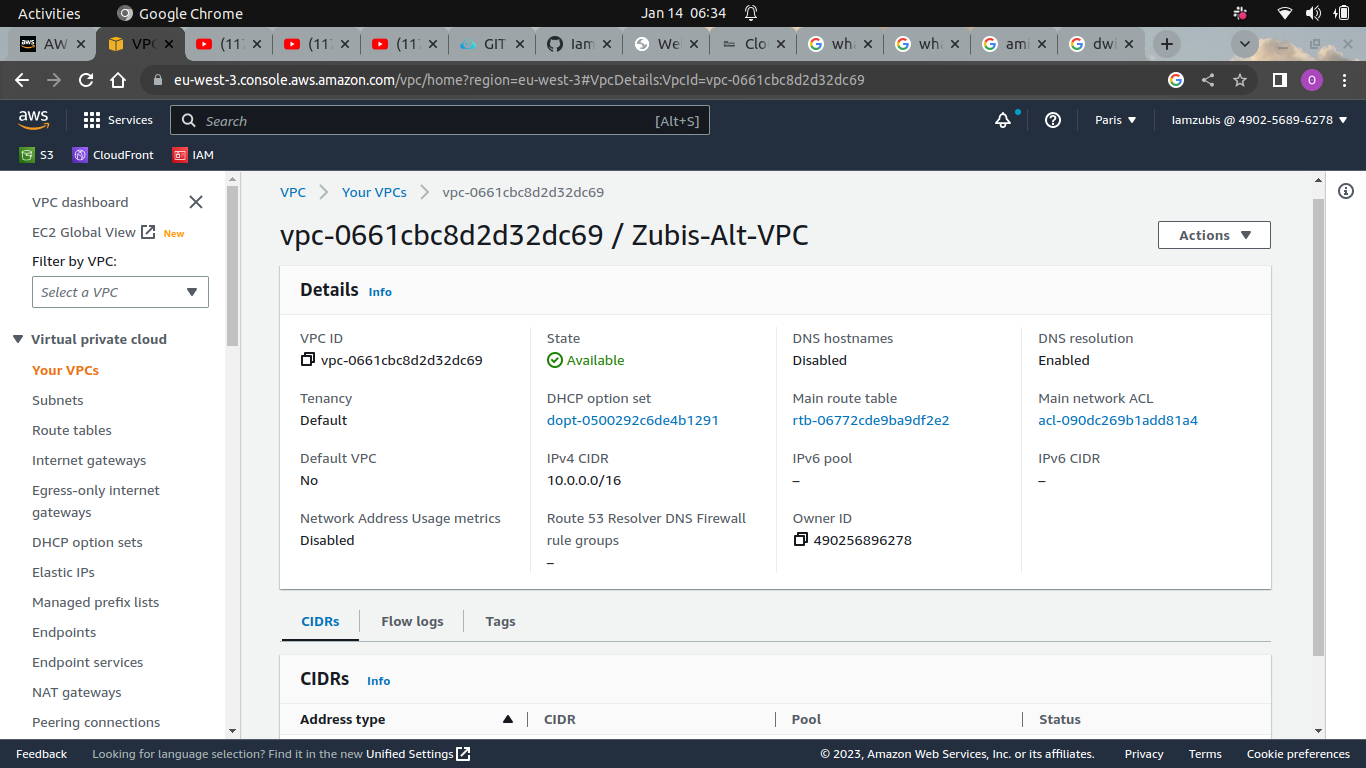 Activities Google Chrome Jan 14 06:34
AW VPC (117 (117 (117 GIT Iam Wel Clo wha wha ami dwi
eu-west-3.console.aws.amazon.com/vpc/home?region=eu-west-3#VpcDetails:VpcId=vpc-0661cbc8d2d32dc69 O
aws Services Search [Alt+S] Paris Iamzubis @ 4902-5689-6278
S3 CloudFront IAM
VPC dashboard
EC2 Global View New
Filter by VPC:
Select a VPC
Virtual private cloud
Your VPCs
Subnets
Route tables
Internet gateways
Egress-only internet
gateways
DHCP option sets
Elastic IPs
Managed prefix lists
Endpoints
Endpoint services
NAT gateways
Peering connections
VPC Your VPCs vpc-0661cbc8d2d32dc69
vpc-0661cbc8d2d32dc69 / Zubis-Alt-VPC
Actions
Details Info
VPC ID
vpc-0661cbc8d2d32dc69
State
Available
DNS hostnames
Disabled
DNS resolution
Enabled
Tenancy
Default
DHCP option set
dopt-0500292c6de4b1291
Main route table
rtb-06772cde9ba9df2e2
Main network ACL
acl-090dc269b1add81a4
Default VPC
No
IPv4 CIDR
10.0.0.0/16
IPv6 pool
–
IPv6 CIDR
–
Network Address Usage metrics
Disabled
Route 53 Resolver DNS Firewall
rule groups
–
Owner ID
490256896278
CIDRs Flow logs Tags
CIDRs Info
Address type CIDR Pool Status
Feedback Looking for language selection? Find it in the new Unified Settings © 2023, Amazon Web Services, Inc. or its affiliates. Privacy Terms Cookie preferences